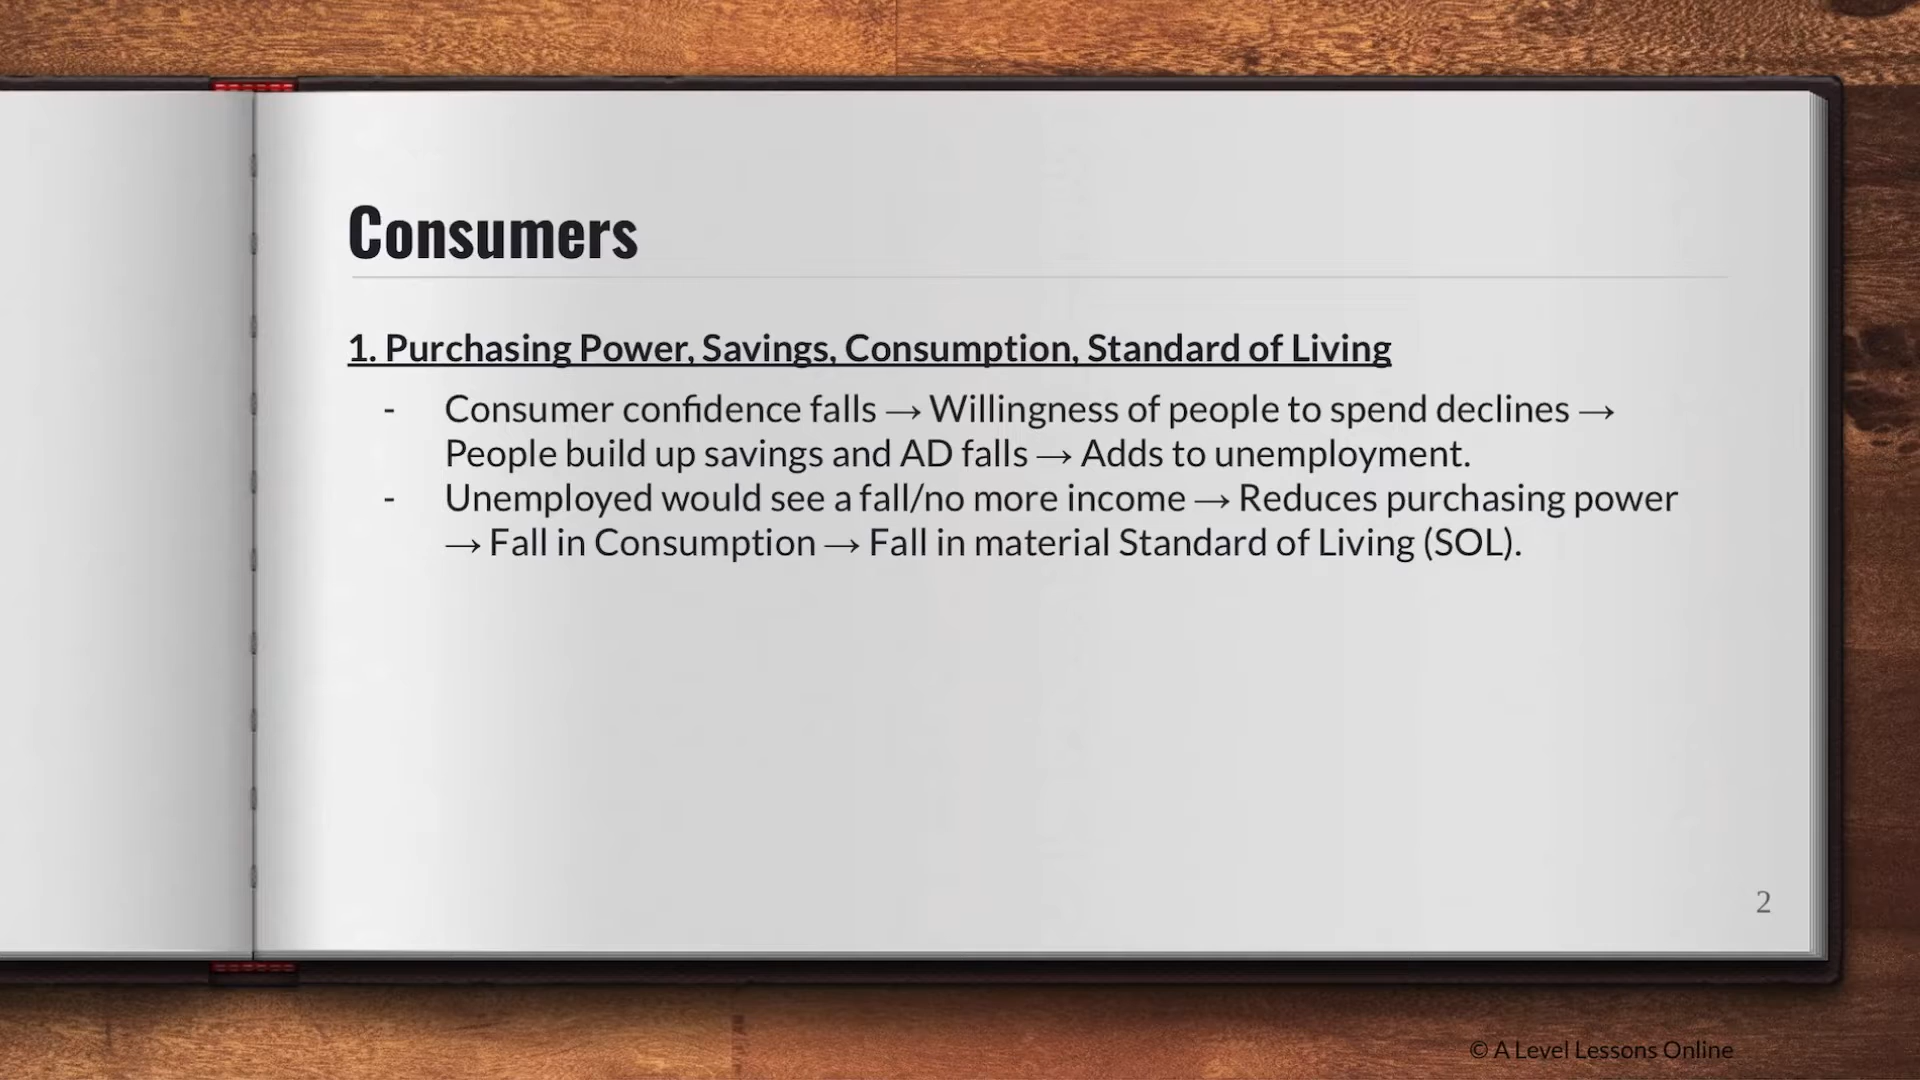 Consumers
1. Purchasing Power, Savings, Consumption, Standard of Living
- Consumer confidence falls → Willingness of people to spend declines →
People build up savings and AD falls → Adds to unemployment.
- Unemployed would see a fall/no more income → Reduces purchasing power
→ Fall in Consumption → Fall in material Standard of Living (SOL).
2
© A Level Lessons Online